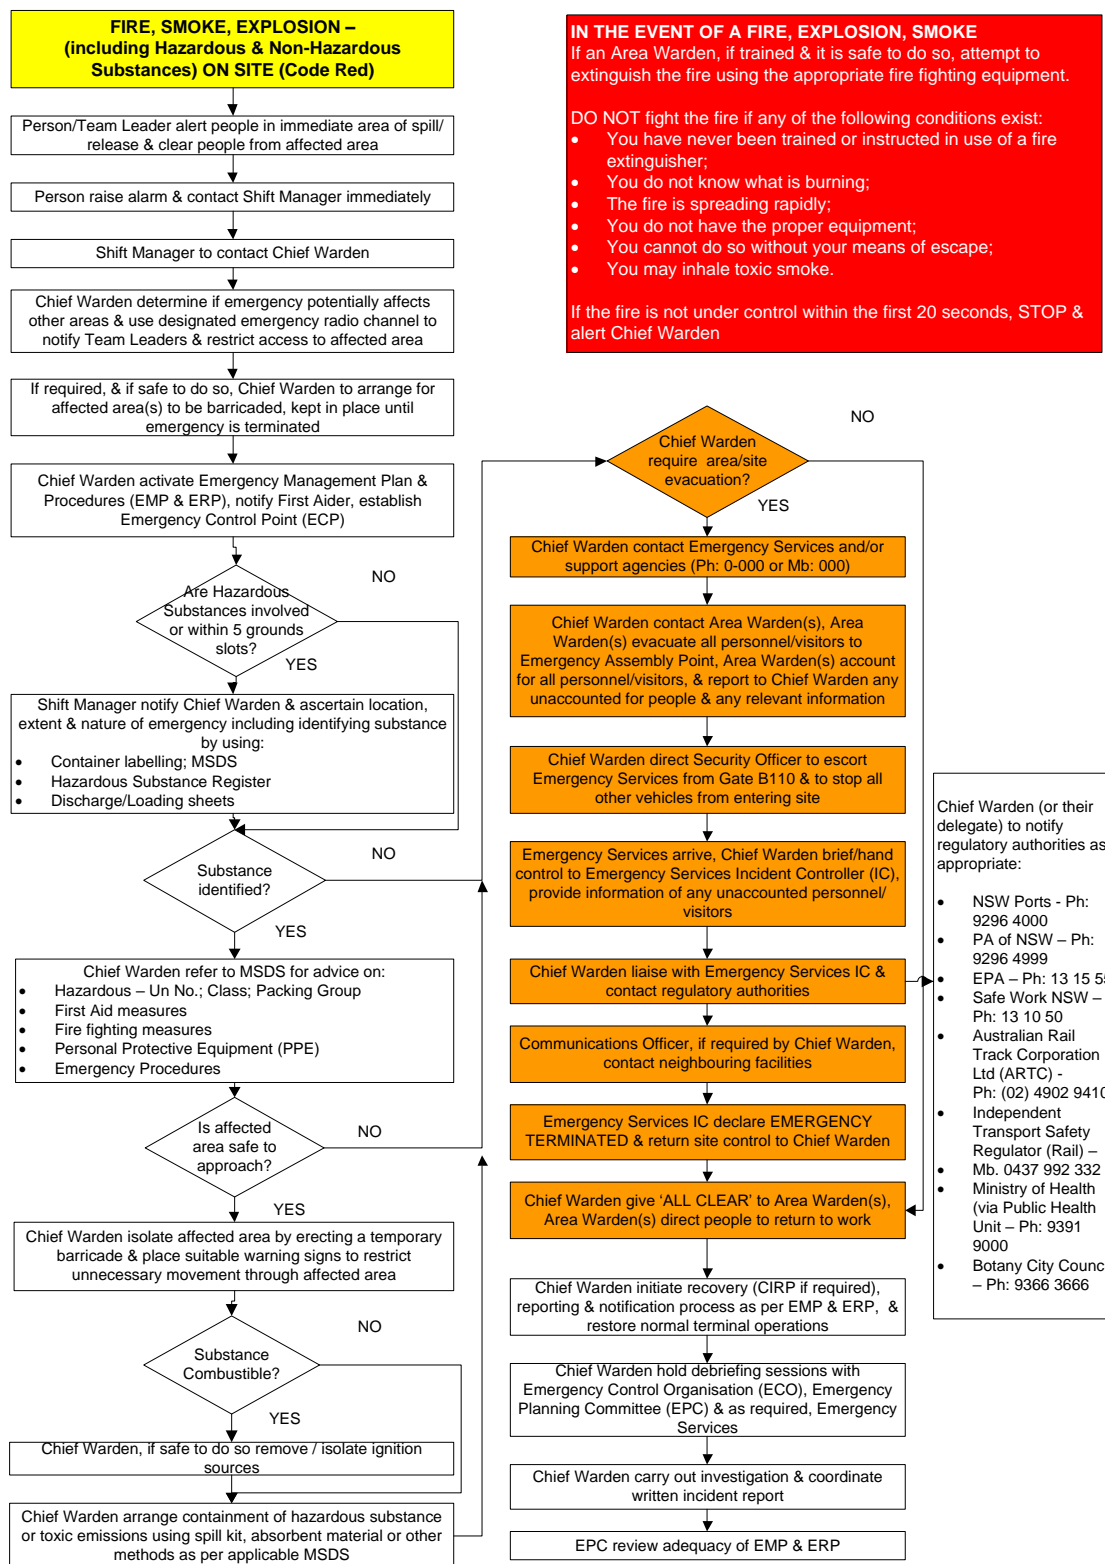 FIRE, SMOKE, EXPLOSION –
(including Hazardous & Non-Hazardous
Substances) ON SITE (Code Red)
Person/Team Leader alert people in immediate area of spill/
release & clear people from affected area
Person raise alarm & contact Shift Manager immediately
Shift Manager to contact Chief Warden
Chief Warden determine if emergency potentially affects
other areas & use designated emergency radio channel to
notify Team Leaders & restrict access to affected area
If required, & if safe to do so, Chief Warden to arrange for
affected area(s) to be barricaded, kept in place until
emergency is terminated
Chief Warden activate Emergency Management Plan &
Procedures (EMP & ERP), notify First Aider, establish
Emergency Control Point (ECP)
Are Hazardous
Substances involved
or within 5 grounds
slots?
NO
YES
Shift Manager notify Chief Warden & ascertain location,
extent & nature of emergency including identifying substance
by using:
• Container labelling; MSDS
• Hazardous Substance Register
• Discharge/Loading sheets
Substance
identified?
NO
YES
Chief Warden refer to MSDS for advice on:
• Hazardous – Un No.; Class; Packing Group
• First Aid measures
• Fire fighting measures
• Personal Protective Equipment (PPE)
• Emergency Procedures
Is affected
area safe to
approach?
NO
YES
Chief Warden isolate affected area by erecting a temporary
barricade & place suitable warning signs to restrict
unnecessary movement through affected area
Substance
Combustible?
NO
YES
Chief Warden, if safe to do so remove / isolate ignition
sources
Chief Warden arrange containment of hazardous substance
or toxic emissions using spill kit, absorbent material or other
methods as per applicable MSDS
IN THE EVENT OF A FIRE, EXPLOSION, SMOKE
If an Area Warden, if trained & it is safe to do so, attempt to
extinguish the fire using the appropriate fire fighting equipment.
DO NOT fight the fire if any of the following conditions exist:
• You have never been trained or instructed in use of a fire
extinguisher;
• You do not know what is burning;
• The fire is spreading rapidly;
• You do not have the proper equipment;
• You cannot do so without your means of escape;
• You may inhale toxic smoke.
If the fire is not under control within the first 20 seconds, STOP &
alert Chief Warden
Chief Warden
require area/site
evacuation?
NO
YES
Chief Warden contact Emergency Services and/or
support agencies (Ph: 0-000 or Mb: 000)
Chief Warden contact Area Warden(s), Area
Warden(s) evacuate all personnel/visitors to
Emergency Assembly Point, Area Warden(s) account
for all personnel/visitors, & report to Chief Warden any
unaccounted for people & any relevant information
Chief Warden direct Security Officer to escort
Emergency Services from Gate B110 & to stop all
other vehicles from entering site
Emergency Services arrive, Chief Warden brief/hand
control to Emergency Services Incident Controller (IC),
provide information of any unaccounted personnel/
visitors
Chief Warden liaise with Emergency Services IC &
contact regulatory authorities
Communications Officer, if required by Chief Warden,
contact neighbouring facilities
Emergency Services IC declare EMERGENCY
TERMINATED & return site control to Chief Warden
Chief Warden give ‘ALL CLEAR’ to Area Warden(s),
Area Warden(s) direct people to return to work
Chief Warden initiate recovery (CIRP if required),
reporting & notification process as per EMP & ERP, &
restore normal terminal operations
Chief Warden hold debriefing sessions with
Emergency Control Organisation (ECO), Emergency
Planning Committee (EPC) & as required, Emergency
Services
Chief Warden carry out investigation & coordinate
written incident report
EPC review adequacy of EMP & ERP
Chief Warden (or their
delegate) to notify
regulatory authorities as
appropriate:
• NSW Ports - Ph:
9296 4000
• PA of NSW – Ph:
9296 4999
• EPA – Ph: 13 15
• Safe Work NSW –
Ph: 13 10 50
• Australian Rail
Track Corporation
Ltd (ARTC) -
Ph: (02) 4902 9410
• Independent
Transport Safety
Regulator (Rail) –
• Mb. 0437 992 332
• Ministry of Health
(via Public Health
Unit – Ph: 9391
9000
• Botany City
– Ph: 9366 3666